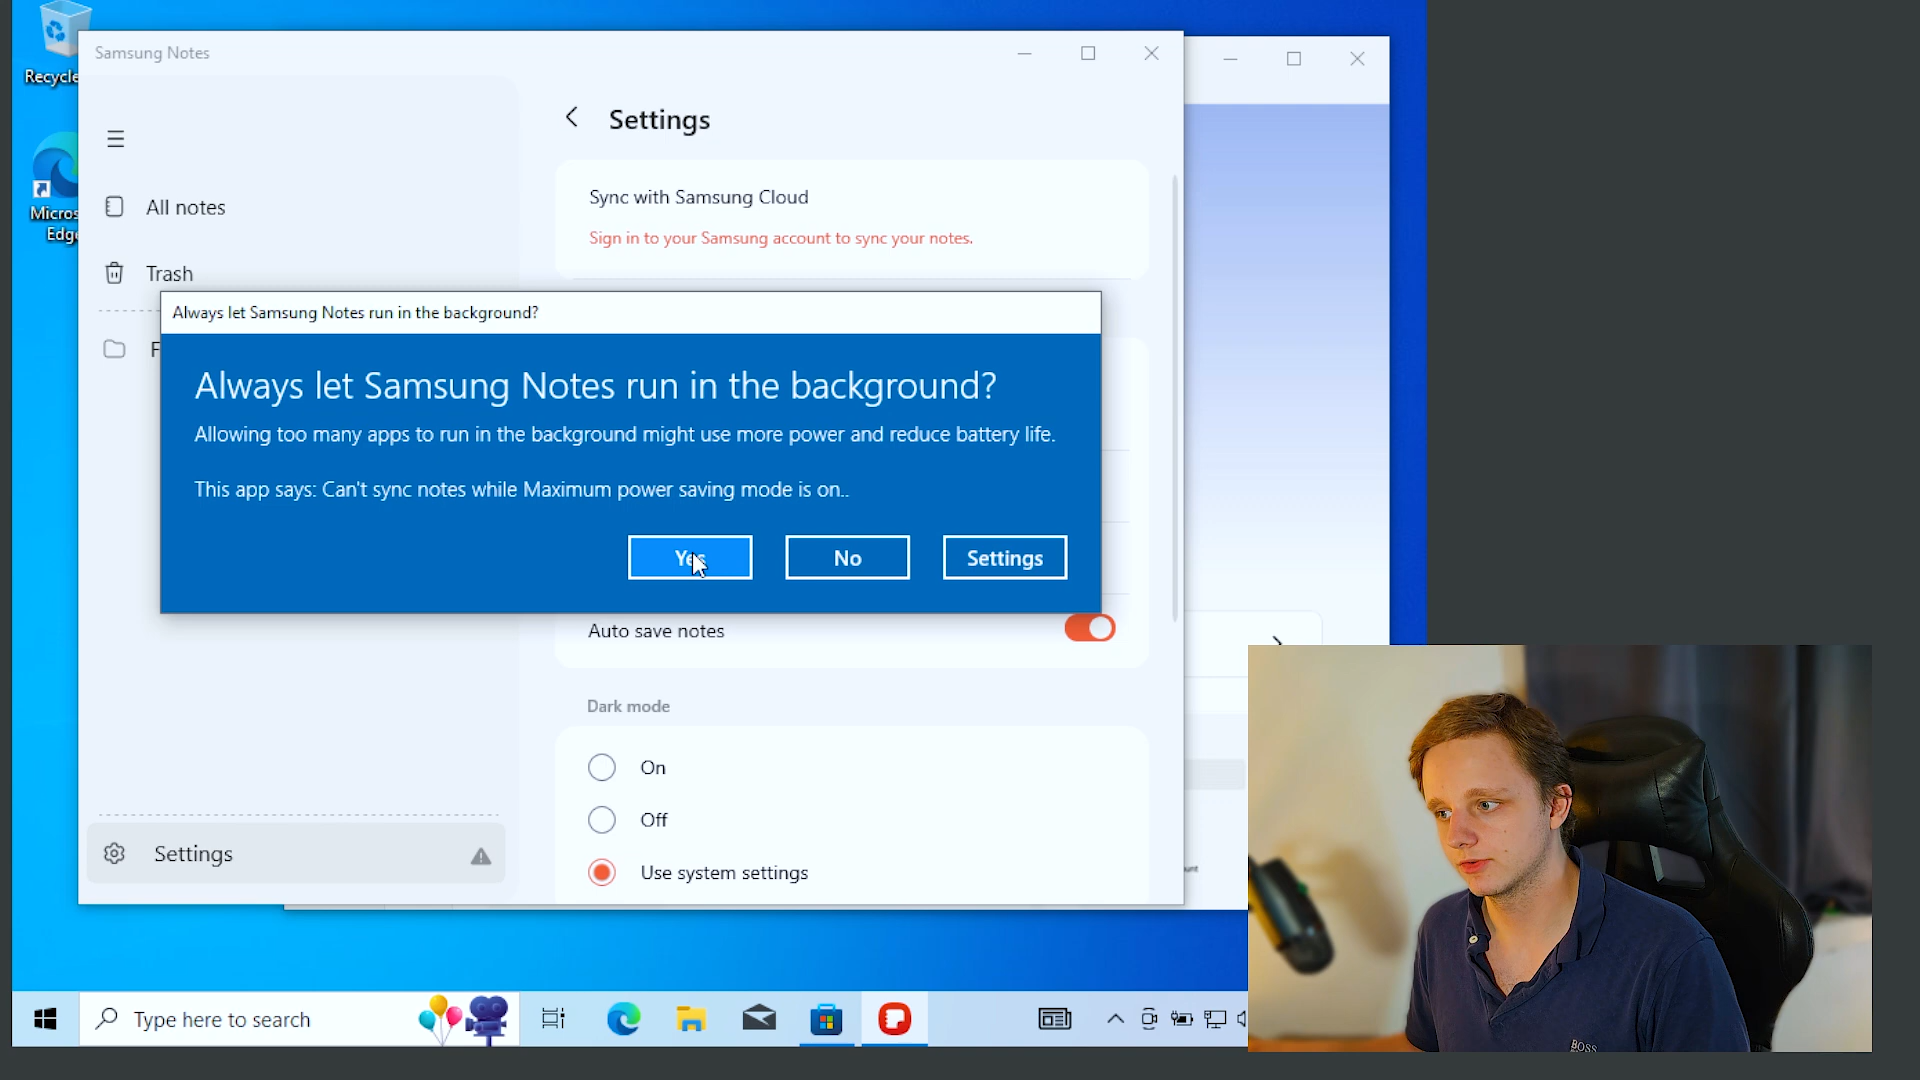 Recycle
Micros
Edge
Samsung Notes
Settings
Sync with Samsung Cloud
Sign in to your Samsung account to sync your notes.
All notes
Trash
F
Always let Samsung Notes run in the background?
Always let Samsung Notes run in the background?
Allowing too many apps to run in the background might use more power and reduce battery life.
This app says: Can't sync notes while Maximum power saving mode is on..
Yes
No
Settings
Auto save notes
Dark mode
On
Off
Use system settings
Settings
Type here to search
BOSS